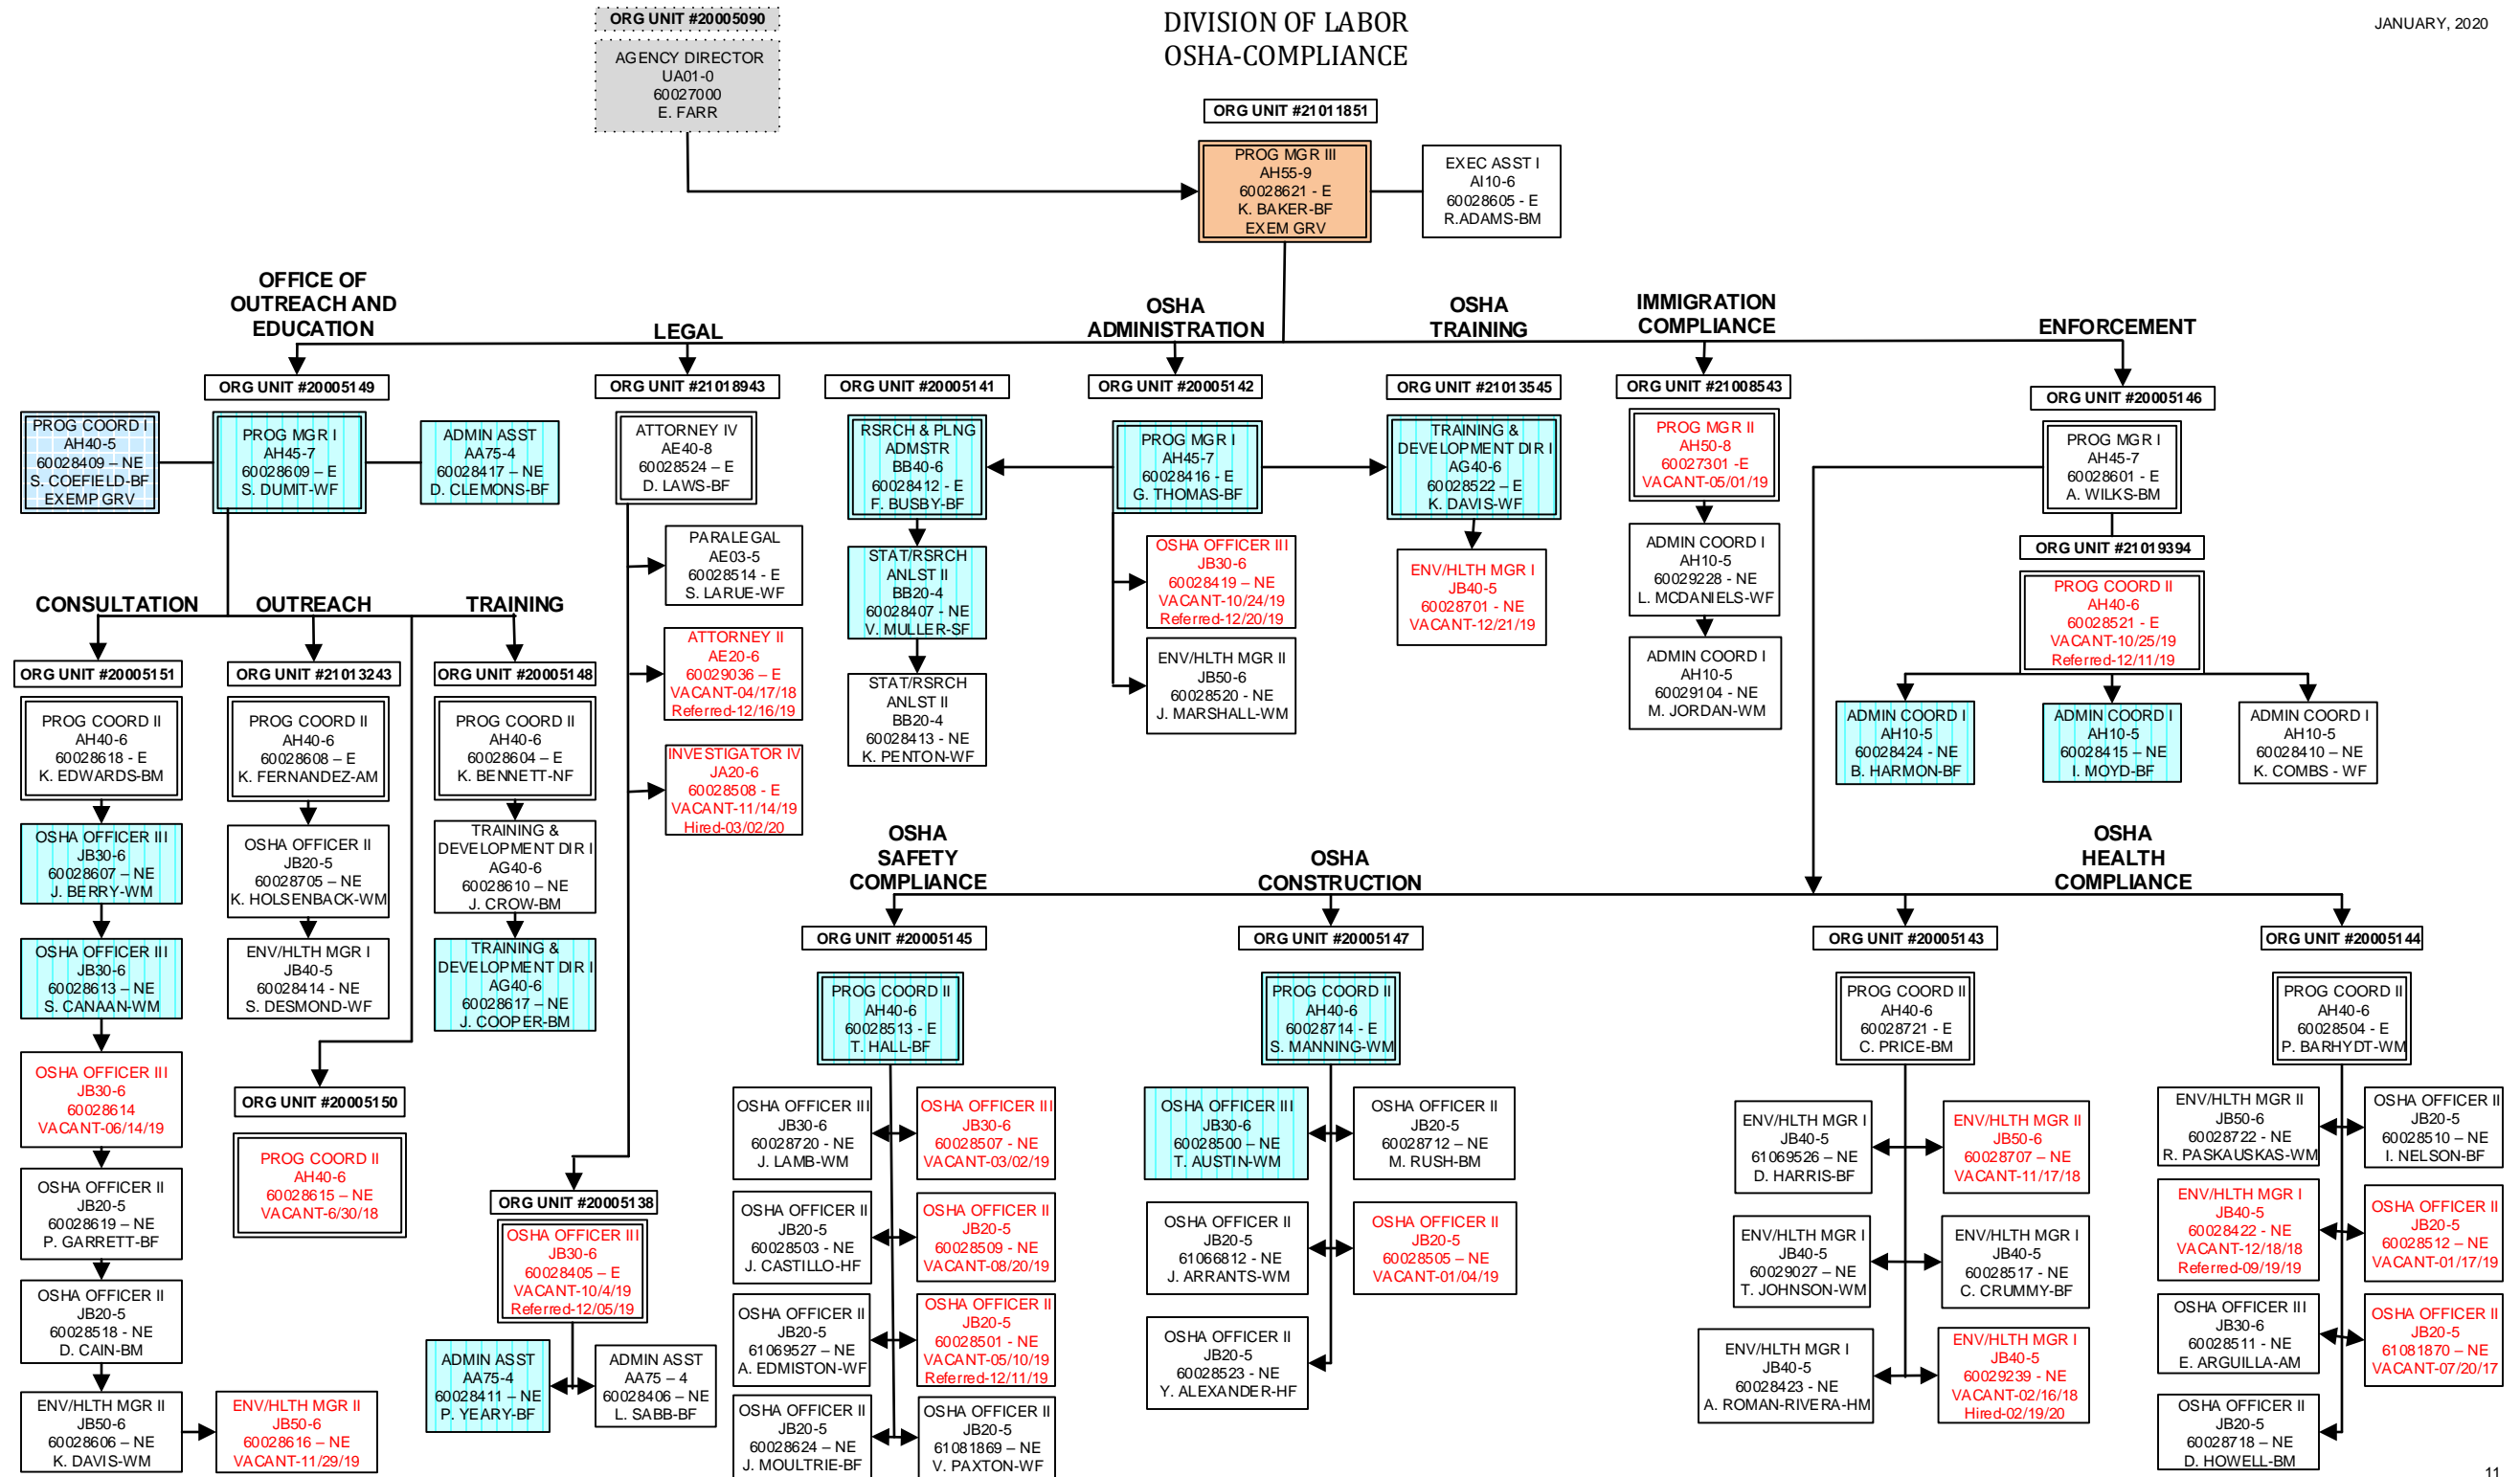 DIVISION OF LABOR
OSHA-COMPLIANCE
JANUARY, 2020
ORG UNIT #20005090
AGENCY DIRECTOR
UA01-0
60027000
E. FARR
ORG UNIT #21011851
PROG MGR III
AH55-9
60028621 - E
K. BAKER-BF
EXEM GRV
EXEC ASST I
AI10-6
60028605 - E
R.ADAMS-BM
OFFICE OF
OUTREACH AND
EDUCATION
LEGAL
OSHA
ADMINISTRATION
OSHA
TRAINING
IMMIGRATION
COMPLIANCE
ENFORCEMENT
ORG UNIT #20005149
PROG COORD I
AH40-5
60028409 – NE
S. COEFIELD-BF
EXEMP GRV
PROG MGR I
AH45-7
60028609 – E
S. DUMIT-WF
ADMIN ASST
AA75-4
60028417 – NE
D. CLEMONS-BF
ORG UNIT #21018943
ATTORNEY IV
AE40-8
60028524 – E
D. LAWS-BF
PARALEGAL
AE03-5
60028514 - E
S. LARUE-WF
ATTORNEY II
AE20-6
60029036 – E
VACANT-04/17/18
Referred-12/16/19
INVESTIGATOR IV
JA20-6
60028508 - E
VACANT-11/14/19
Hired-03/02/20
ORG UNIT #20005141
RSRCH & PLNG
ADMSTR
BB40-6
60028412 - E
F. BUSBY-BF
STAT/RSRCH
ANLST II
BB20-4
60028407 - NE
V. MULLER-SF
STAT/RSRCH
ANLST II
BB20-4
60028413 - NE
K. PENTON-WF
ORG UNIT #20005142
PROG MGR I
AH45-7
60028416 - E
G. THOMAS-BF
OSHA OFFICER III
JB30-6
60028419 – NE
VACANT-10/24/19
Referred-12/20/19
ENV/HLTH MGR II
JB50-6
60028520 - NE
J. MARSHALL-WM
ORG UNIT #21013545
TRAINING &
DEVELOPMENT DIR I
AG40-6
60028522 – E
K. DAVIS-WF
ENV/HLTH MGR I
JB40-5
60028701 - NE
VACANT-12/21/19
ORG UNIT #21008543
PROG MGR II
AH50-8
60027301 -E
VACANT-05/01/19
ADMIN COORD I
AH10-5
60029228 - NE
L. MCDANIELS-WF
ADMIN COORD I
AH10-5
60029104 - NE
M. JORDAN-WM
ORG UNIT #20005146
PROG MGR I
AH45-7
60028601 – E
A. WILKS-BM
ORG UNIT #21019394
PROG COORD II
AH40-6
60028521 – E
VACANT-10/25/19
Referred-12/11/19
ADMIN COORD I
AH10-5
60028424 - NE
B. HARMON-BF
ADMIN COORD I
AH10-5
60028415 – NE
I. MOYD-BF
ADMIN COORD I
AH10-5
60028410 – NE
K. COMBS - WF
CONSULTATION
OUTREACH
TRAINING
ORG UNIT #20005151
PROG COORD II
AH40-6
60028618 - E
K. EDWARDS-BM
OSHA OFFICER III
JB30-6
60028607 – NE
J. BERRY-WM
OSHA OFFICER III
JB30-6
60028613 – NE
S. CANAAN-WM
OSHA OFFICER III
JB30-6
60028614
VACANT-06/14/19
OSHA OFFICER II
JB20-5
60028619 – NE
P. GARRETT-BF
OSHA OFFICER II
JB20-5
60028518 - NE
D. CAIN-BM
ENV/HLTH MGR II
JB50-6
60028606 – NE
K. DAVIS-WM
ENV/HLTH MGR II
JB50-6
60028616 – NE
VACANT-11/29/19
ORG UNIT #21013243
PROG COORD II
AH40-6
60028608 – E
K. FERNANDEZ-AM
OSHA OFFICER II
JB20-5
60028705 – NE
K. HOLSENBACK-WM
ENV/HLTH MGR I
JB40-5
60028414 - NE
S. DESMOND-WF
ORG UNIT #20005150
PROG COORD II
AH40-6
60028615 – NE
VACANT-6/30/18
ORG UNIT #20005148
PROG COORD II
AH40-6
60028604 – E
K. BENNETT-NF
TRAINING &
DEVELOPMENT DIR I
AG40-6
60028610 – NE
J. CROW-BM
TRAINING &
DEVELOPMENT DIR I
AG40-6
60028617 – NE
J. COOPER-BM
ORG UNIT #20005138
OSHA OFFICER III
JB30-6
60028405 – E
VACANT-10/4/19
Referred-12/05/19
ADMIN ASST
AA75-4
60028411 – NE
P. YEARY-BF
ADMIN ASST
AA75 – 4
60028406 – NE
L. SABB-BF
OSHA
SAFETY
COMPLIANCE
OSHA
CONSTRUCTION
OSHA
HEALTH
COMPLIANCE
ORG UNIT #20005145
PROG COORD II
AH40-6
60028513 - E
T. HALL-BF
OSHA OFFICER III
JB30-6
60028720 - NE
J. LAMB-WM
OSHA OFFICER III
JB30-6
60028507 - NE
VACANT-03/02/19
OSHA OFFICER II
JB20-5
60028503 - NE
J. CASTILLO-HF
OSHA OFFICER II
JB20-5
60028509 - NE
VACANT-08/20/19
OSHA OFFICER II
JB20-5
61069527 – NE
A. EDMISTON-WF
OSHA OFFICER II
JB20-5
60028501 - NE
VACANT-05/10/19
Referred-12/11/19
OSHA OFFICER II
JB20-5
60028624 – NE
J. MOULTRIE-BF
OSHA OFFICER II
JB20-5
61081869 – NE
V. PAXTON-WF
ORG UNIT #20005147
PROG COORD II
AH40-6
60028714 - E
S. MANNING-WM
OSHA OFFICER III
JB30-6
60028500 – NE
T. AUSTIN-WM
OSHA OFFICER II
JB20-5
60028712 – NE
M. RUSH-BM
OSHA OFFICER II
JB20-5
61066812 – NE
J. ARRANTS-WM
OSHA OFFICER II
JB20-5
60028505 – NE
VACANT-01/04/19
OSHA OFFICER II
JB20-5
60028523 – NE
Y. ALEXANDER-HF
ORG UNIT #20005143
PROG COORD II
AH40-6
60028721 - E
C. PRICE-BM
ENV/HLTH MGR I
JB40-5
61069526 – NE
D. HARRIS-BF
ENV/HLTH MGR II
JB50-6
60028707 – NE
VACANT-11/17/18
ENV/HLTH MGR I
JB40-5
60029027 – NE
T. JOHNSON-WM
ENV/HLTH MGR I
JB40-5
60028517 - NE
C. CRUMMY-BF
ENV/HLTH MGR I
JB40-5
60028423 - NE
A. ROMAN-RIVERA-HM
ENV/HLTH MGR I
JB40-5
60029239 – NE
VACANT-02/16/18
Hired-02/19/20
ORG UNIT #20005144
PROG COORD II
AH40-6
60028504 - E
P. BARHYDT-WM
ENV/HLTH MGR II
JB50-6
60028722 - NE
R. PASKAUSKAS-WM
OSHA OFFICER II
JB20-5
60028510 – NE
I. NELSON-BF
ENV/HLTH MGR I
JB40-5
60028422 - NE
VACANT-12/18/18
Referred-09/19/19
OSHA OFFICER II
JB20-5
60028512 – NE
VACANT-01/17/19
OSHA OFFICER III
JB30-6
60028511 - NE
E. ARGUILLA-AM
OSHA OFFICER II
JB20-5
61081870 – NE
VACANT-07/20/17
OSHA OFFICER II
JB20-5
60028718 – NE
D. HOWELL-BM
11